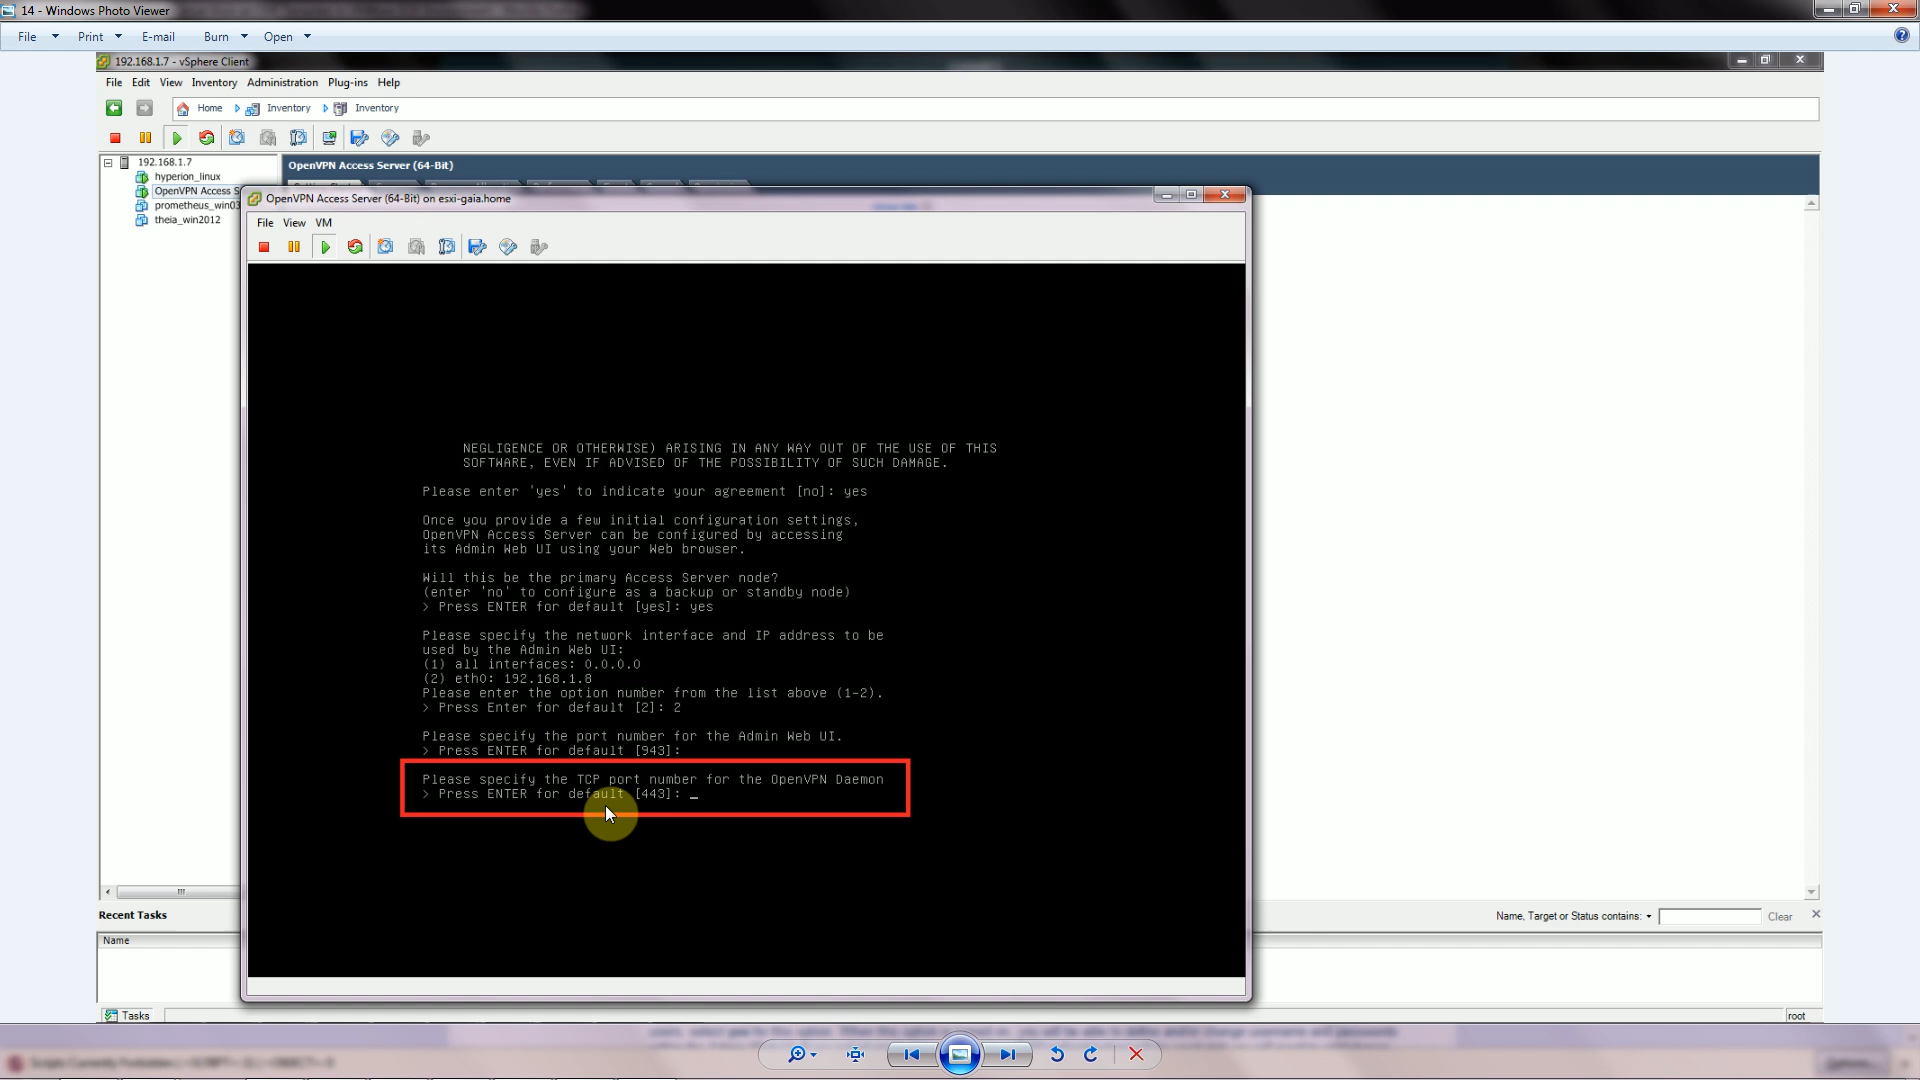 14 - Windows Photo Viewer
File Print E-mail Burn Open
192.168.1.7 - vSphere Client
File Edit View Inventory Administration Plug-ins Help
Home Inventory Inventory
192.168.1.7
hyperion_linux
OpenVPN Access S
prometheus_win03
theia_win2012
OpenVPN Access Server (64-Bit)
OpenVPN Access Server (64-Bit) on esxi-gaia.home
File View VM
NEGLIGENCE OR OTHERWISE) ARISING IN ANY WAY OUT OF THE USE OF THIS
SOFTWARE, EVEN IF ADVISED OF THE POSSIBILITY OF SUCH DAMAGE.
Please enter 'yes' to indicate your agreement [no]: yes
Once you provide a few initial configuration settings,
OpenVPN Access Server can be configured by accessing
its Admin Web UI using your Web browser.
Will this be the primary Access Server node?
(enter 'no' to configure as a backup or standby node)
> Press ENTER for default [yes]: yes
Please specify the network interface and IP address to be
used by the Admin Web UI:
(1) all interfaces: 0.0.0.0
(2) eth0: 192.168.1.8
Please enter the option number from the list above (1-2).
> Press Enter for default [2]: 2
Please specify the port number for the Admin Web UI.
> Press ENTER for default [943]:
Please specify the TCP port number for the OpenVPN Daemon
> Press ENTER for default [443]: _
Recent Tasks
Name, Target or Status contains: Clear
Name
Tasks
root